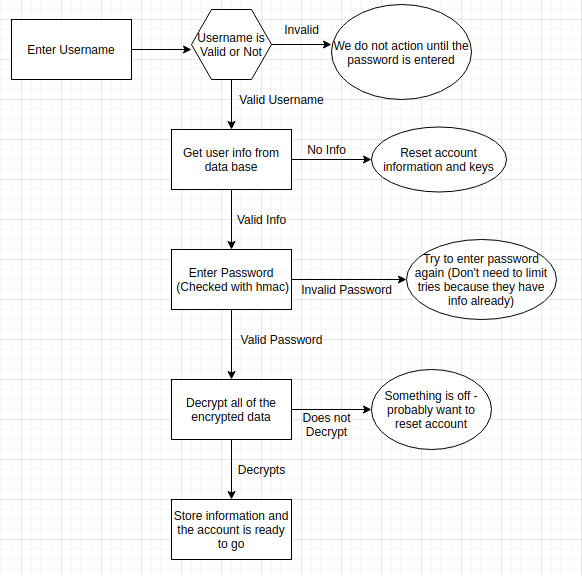 Invalid
Enter Username
Username is
Valid or Not
We do not action until the
password is entered
Valid Username
Get user info from
data base
No Info
Reset account
information and keys
Valid Info
Enter Password
(Checked with hmac)
Invalid Password
Try to enter password
again (Don't need to limit
tries because they have
info already)
Valid Password
Decrypt all of the
encrypted data
Does not
Decrypt
Something is off -
probably want to
reset account
Decrypts
Store information and
the account is ready
to go